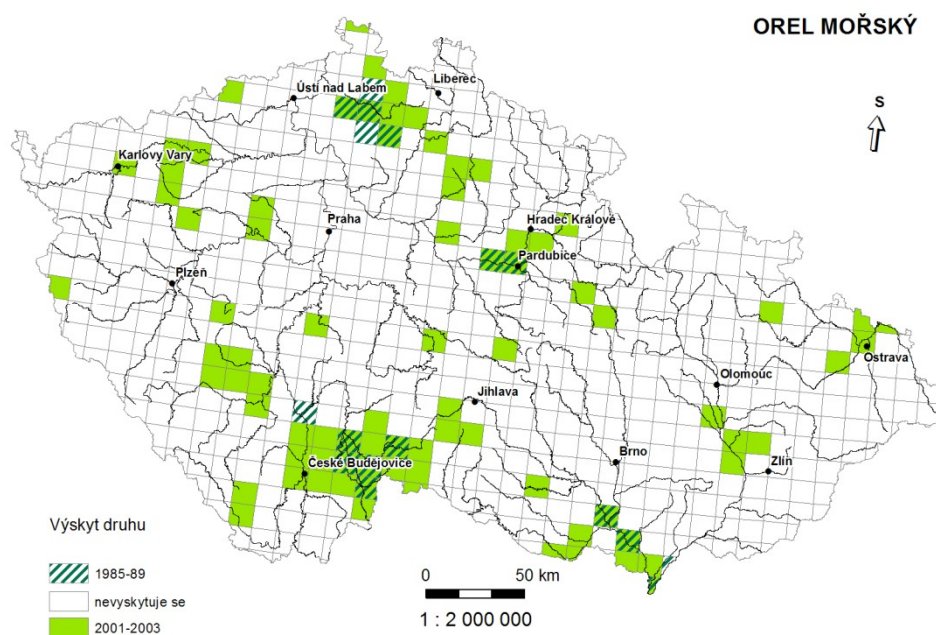 OREL MOŘSKÝ
S
Liberec
Ústí nad Labem
Karlovy Vary
Praha
Hradec Králové
Pardubice
Plzeň
Ostrava
Olomouc
Jihlava
Brno
Zlín
České Budějovice
Výskyt druhu
1985-89
nevyskytuje se
2001-2003
0 50 km
1 : 2 000 000